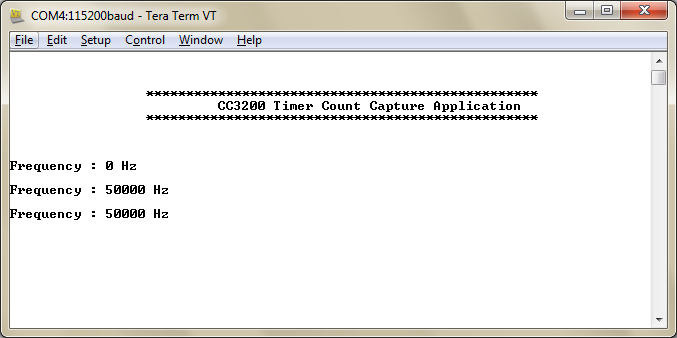 COM4:115200baud - Tera Term VT
File Edit Setup Control Window Help
*************************************************
CC3200 Timer Count Capture Application
*************************************************
Frequency : 0 Hz
Frequency : 50000 Hz
Frequency : 50000 Hz